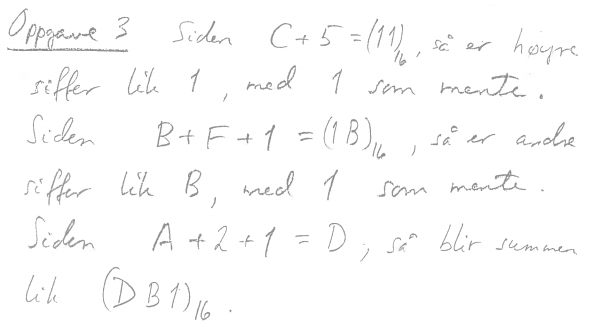 Oppgave 3 Siden C + 5 = (11)₁₆, så er høyre
siffer lik 1, med 1 som mente.
Siden B + F + 1 = (1B)₁₆, så er andre
siffer lik B, med 1 som mente.
Siden A + 2 + 1 = D, så blir summen
lik (DB1)₁₆.